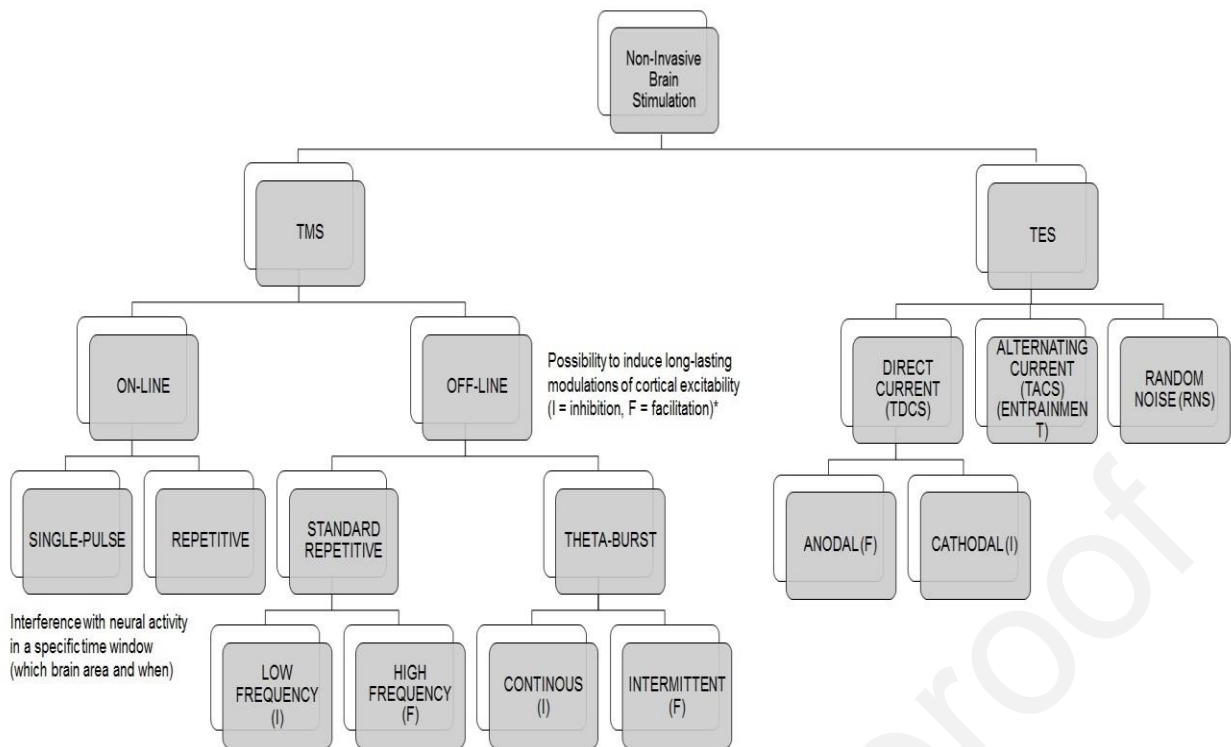 Non-Invasive
Brain
Stimulation
TMS
TES
ON-LINE
OFF-LINE
Possibility to induce long-lasting
modulations of cortical excitability
(I = inhibition, F = facilitation)*
DIRECT
CURRENT
(TDCS)
ALTERNATING
CURRENT
(TACS)
(ENTRAINMEN
T)
RANDOM
NOISE (RNS)
SINGLE-PULSE
REPETITIVE
STANDARD
REPETITIVE
THETA-BURST
ANODAL (F)
CATHODAL (I)
Interference with neural activity
in a specific time window
(which brain area and when)
LOW
FREQUENCY
(I)
HIGH
FREQUENCY
(F)
CONTINOUS
(I)
INTERMITTENT
(F)
roof